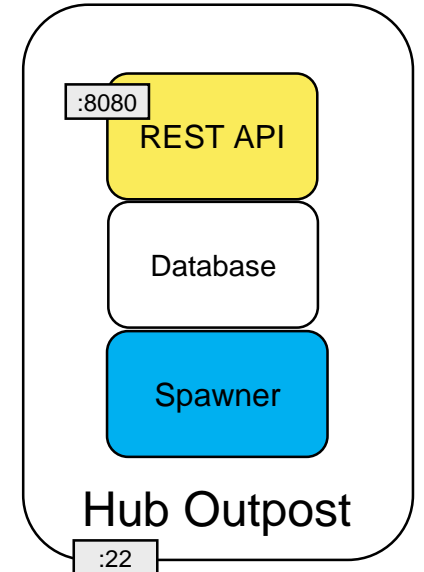 :8080
REST API
Database
Spawner
Hub Outpost
:22